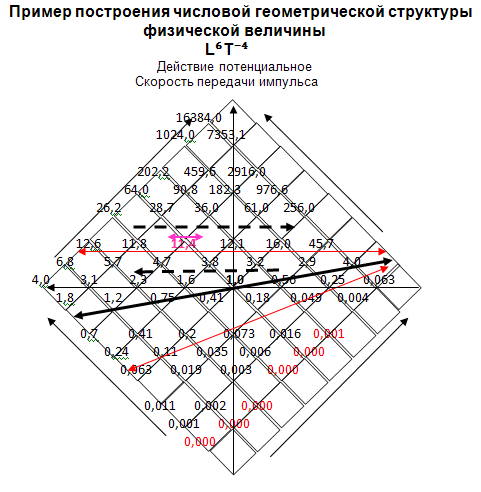 Пример построения числовой геометрической структуры
физической величины
L⁶T⁻⁴
Действие потенциальное
Скорость передачи импульса
16384,0
1024,0 7353,1
202,2 459,6 2916,0
64,0 90,8 182,3 976,6
26,2 28,7 36,0 61,0 256,0
12,6 11,8 11,4 12,1 16,0 45,7
6,8 5,7 4,7 3,8 3,2 2,9 4,0
4,0 3,1 2,3 1,6 1,0 0,56 0,25 0,063
1,8 1,2 0,75 0,41 0,18 0,049 0,004
0,7 0,41 0,2 0,073 0,016 0,001
0,24 0,11 0,035 0,006 0,000
0,063 0,019 0,003 0,000
0,011 0,002 0,000
0,001 0,000
0,000